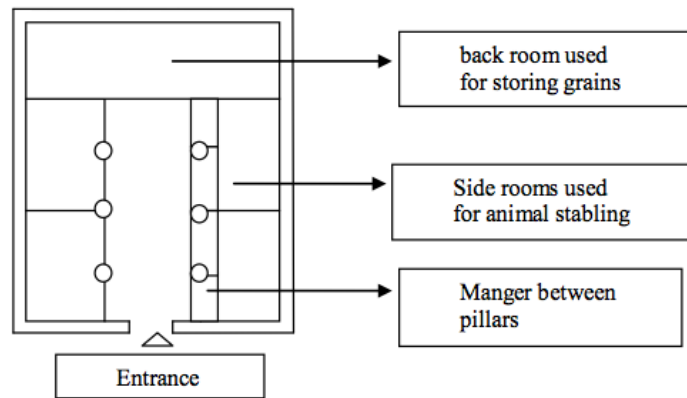 back room used
for storing grains
Side rooms used
for animal stabling
Manger between
pillars
Entrance